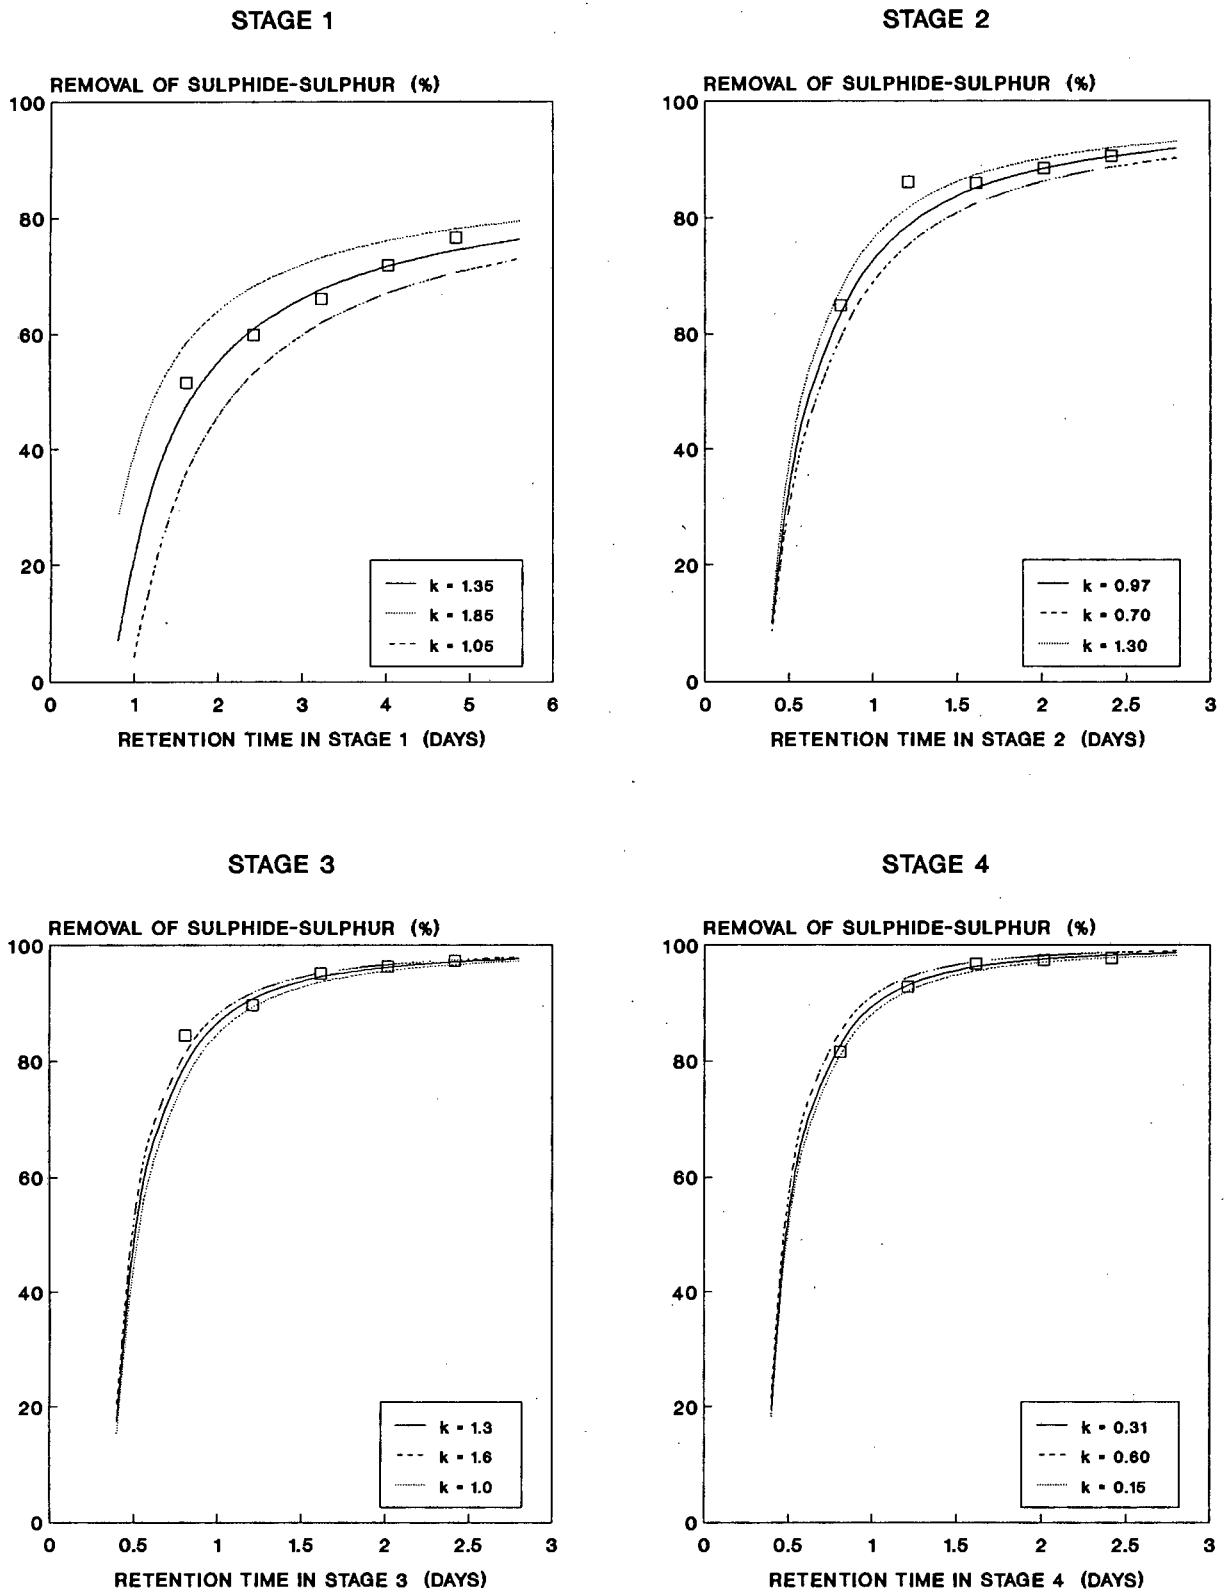 STAGE 1
REMOVAL OF SULPHIDE-SULPHUR (%)
100
80
60
40
20
0
k = 1.35
k = 1.85
k = 1.05
0 1 2 3 4 5 6
RETENTION TIME IN STAGE 1 (DAYS)
STAGE 2
REMOVAL OF SULPHIDE-SULPHUR (%)
100
80
80
40
20
0
k = 0.97
k = 0.70
k = 1.30
0 0.5 1 1.5 2 2.5 3
RETENTION TIME IN STAGE 2 (DAYS)
STAGE 3
REMOVAL OF SULPHIDE-SULPHUR (%)
100
80
60
40
20
0
k = 1.3
k = 1.6
k = 1.0
0 0.5 1 1.5 2 2.5 3
RETENTION TIME IN STAGE 3 (DAYS)
STAGE 4
REMOVAL OF SULPHIDE-SULPHUR (%)
100
80
60
40
20
0
k = 0.31
k = 0.60
k = 0.15
0 0.5 1 1.5 2 2.5 3
RETENTION TIME IN STAGE 4 (DAYS)